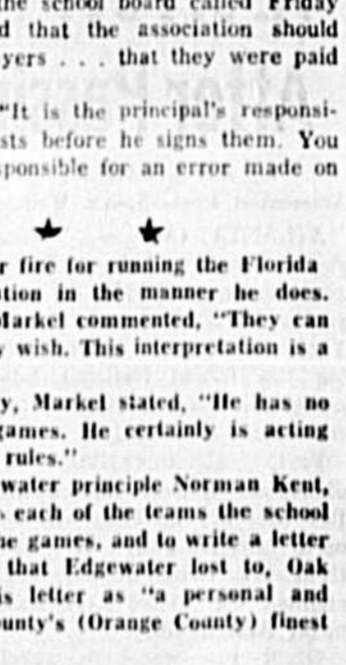 the school board called Friday
d that the association should
yers . . . that they were paid
"It is the principal's responsi-
sts before he signs them. You
sponsible for an error made on
r fire for running the Florida
tion in the manner he does.
Markel commented, "They can
y wish. This interpretation is a
y, Markel stated, "He has no
games. He certainly is acting
rules."
water principle Norman Kent,
each of the teams the school
he games, and to write a letter
that Edgewater lost to, Oak
is letter as "a personal and
ounty's (Orange County) finest